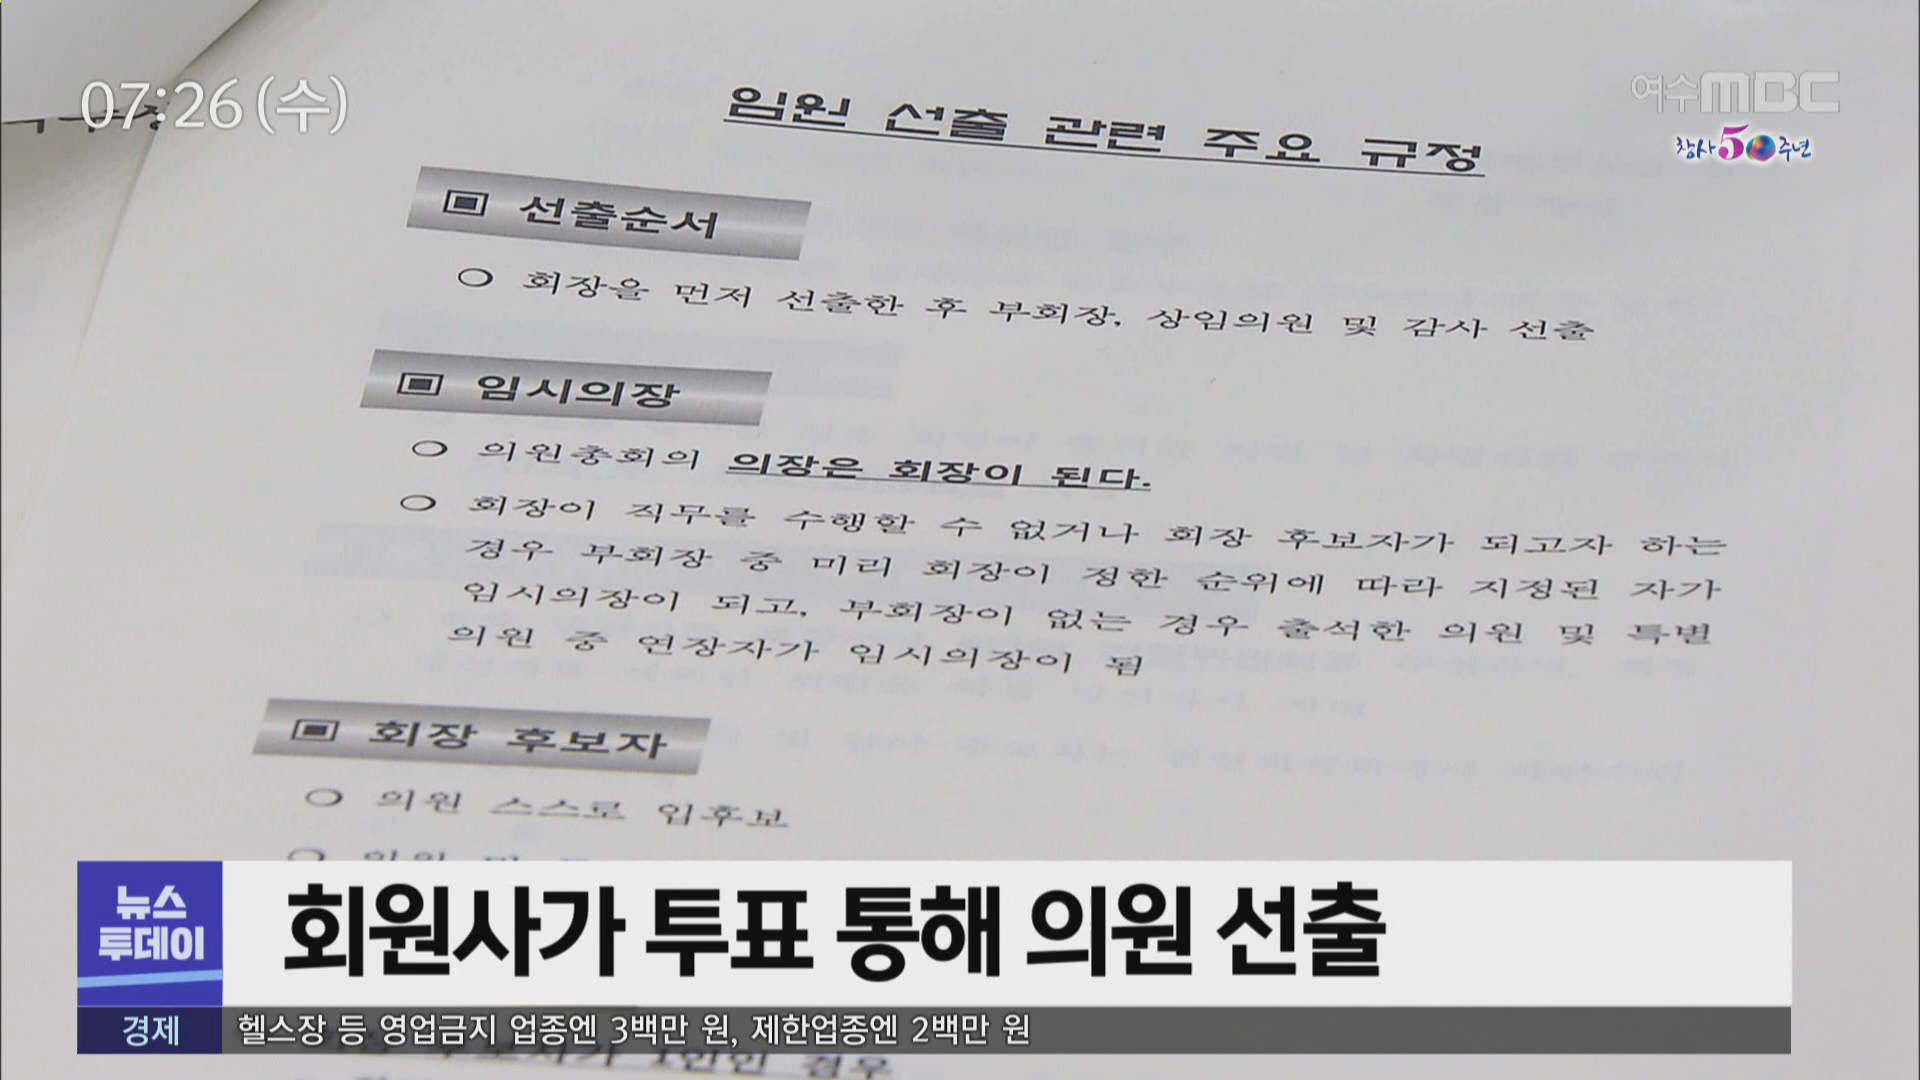 07:26 (수)
여수MBC
창사50주년
임원 선출 관련 주요 규정
▣ 선출순서
○ 회장을 먼저 선출한 후 부회장, 상임의원 및 감사 선출
▣ 임시의장
○ 의원총회의 의장은 회장이 된다.
○ 회장이 직무를 수행할 수 없거나 회장 후보자가 되고자 하는
경우 부회장 중 미리 회장이 정한 순위에 따라 지정된 자가
임시의장이 되고, 부회장이 없는 경우 출석한 의원 및 특별
의원 중 연장자가 임시의장이 됨
▣ 회장 후보자
○ 의원 스스로 입후보
뉴스
투데이
회원사가 투표 통해 의원 선출
경제
헬스장 등 영업금지 업종엔 3백만 원, 제한업종엔 2백만 원
1인인 경우